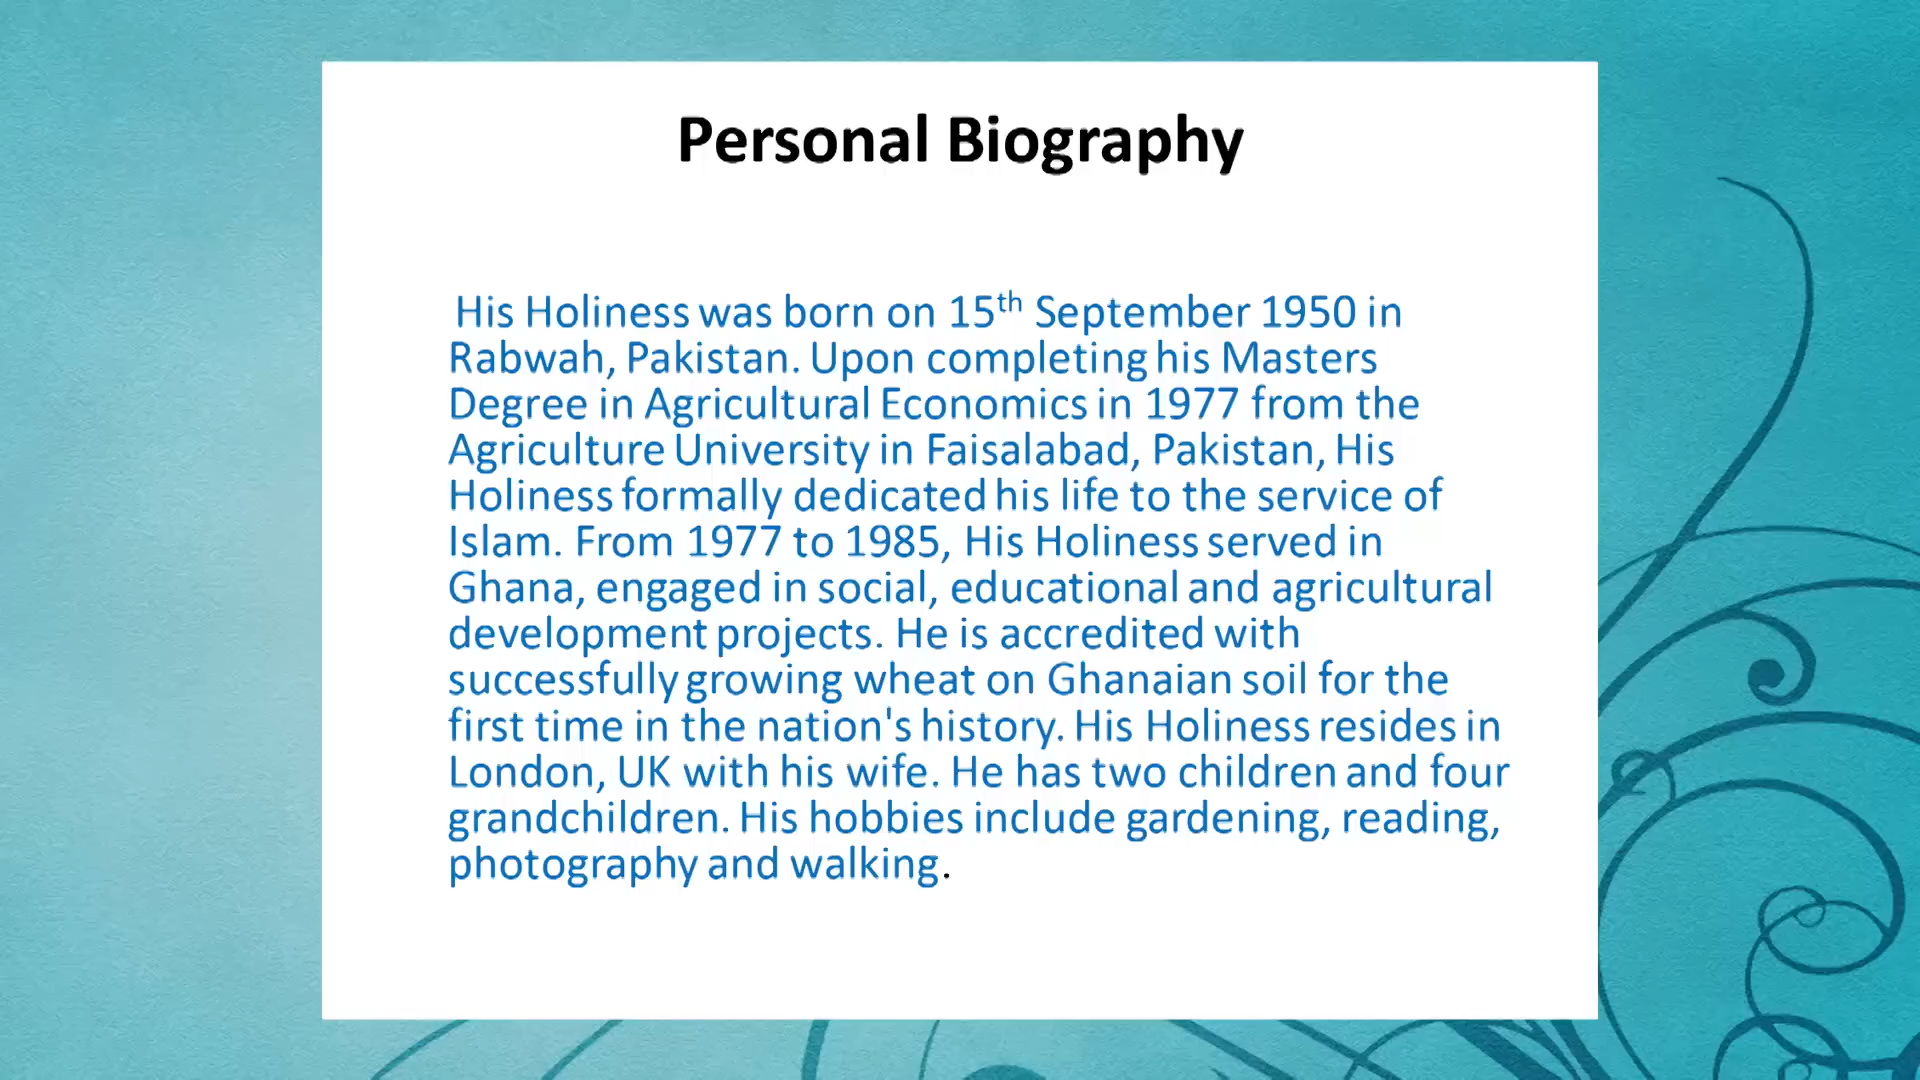 Personal Biography
His Holiness was born on 15th September 1950 in
Rabwah, Pakistan. Upon completing his Masters
Degree in Agricultural Economics in 1977 from the
Agriculture University in Faisalabad, Pakistan, His
Holiness formally dedicated his life to the service of
Islam. From 1977 to 1985, His Holiness served in
Ghana, engaged in social, educational and agricultural
development projects. He is accredited with
successfully growing wheat on Ghanaian soil for the
first time in the nation's history. His Holiness resides in
London, UK with his wife. He has two children and four
grandchildren. His hobbies include gardening, reading,
photography and walking.